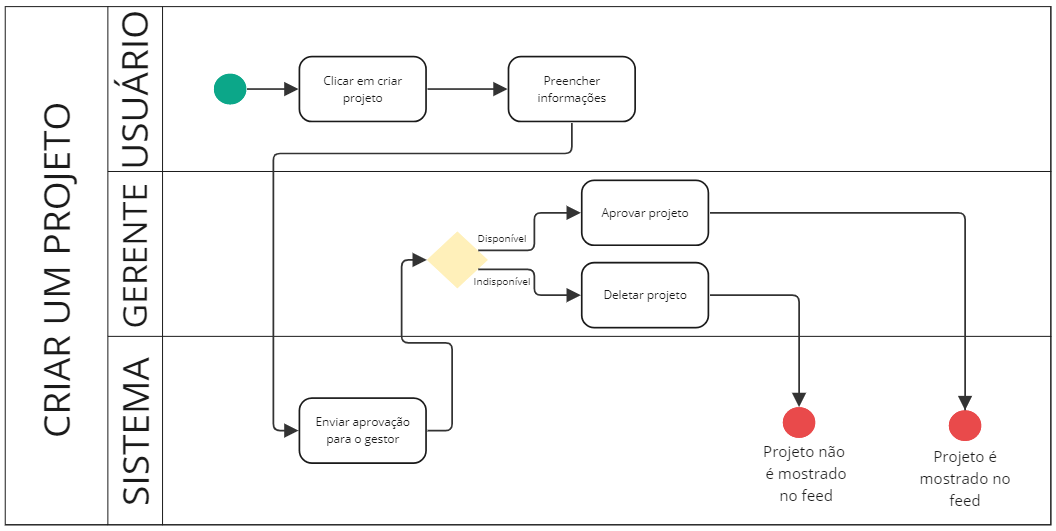 CRIAR UM PROJETO
USUÁRIO
Clicar em criar
projeto
Preencher
informações
GERENTE
Disponível
Indisponível
Aprovar projeto
Deletar projeto
SISTEMA
Enviar aprovação
para o gestor
Projeto não
é mostrado
no feed
Projeto é
mostrado no
feed